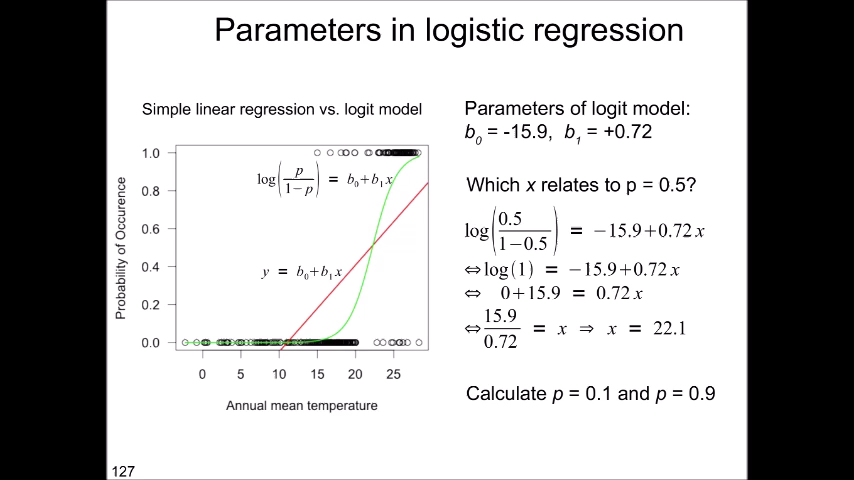 Parameters in logistic regression
Simple linear regression vs. logit model
Probability of Occurence
1.0
0.8
0.6
0.4
0.2
0.0
log(p/(1−p)) = b₀+b₁x
y = b₀+b₁x
0 5 10 15 20 25
Annual mean temperature
Parameters of logit model:
b₀ = -15.9, b₁ = +0.72
Which x relates to p = 0.5?
log(0.5/(1−0.5)) = −15.9+0.72 x
⇔ log(1) = −15.9+0.72 x
⇔ 0+15.9 = 0.72 x
⇔ 15.9/0.72 = x ⇒ x = 22.1
Calculate p = 0.1 and p = 0.9
127